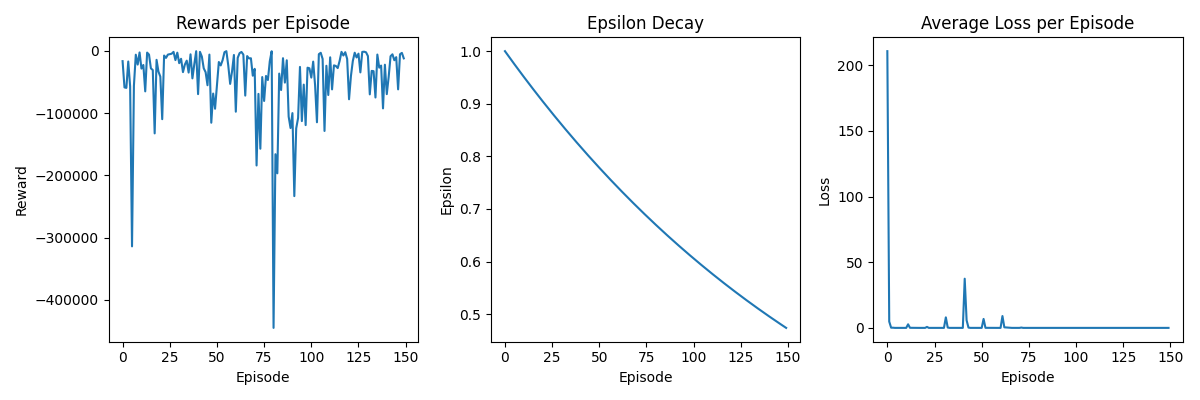 Rewards per Episode
Reward
0
−100000
−200000
−300000
−400000
0 25 50 75 100 125 150
Episode
Epsilon Decay
Epsilon
1.0
0.9
0.8
0.7
0.6
0.5
0 25 50 75 100 125 150
Episode
Average Loss per Episode
Loss
200
150
100
50
0
0 25 50 75 100 125 150
Episode